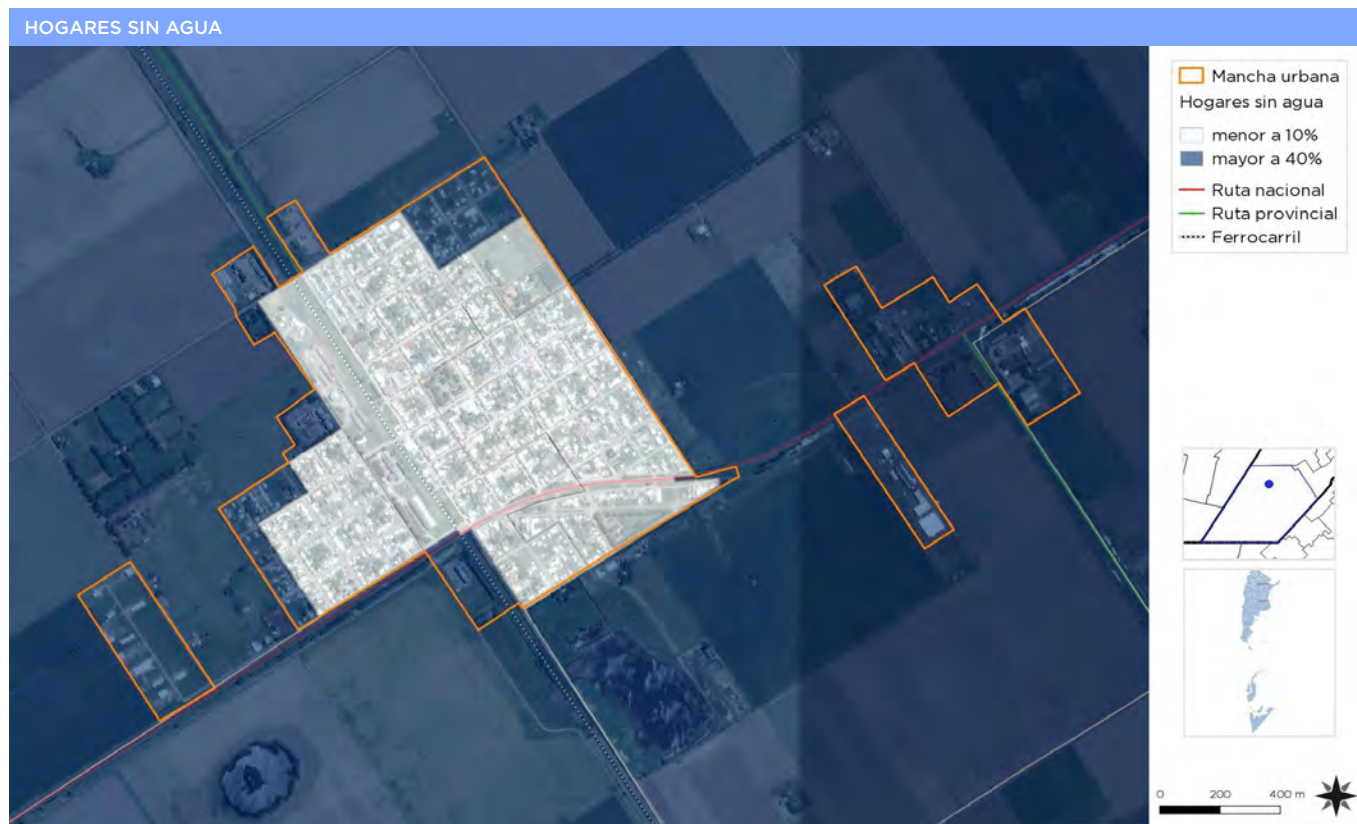 HOGARES SIN AGUA
Mancha urbana
Hogares sin agua
menor a 10%
mayor a 40%
Ruta nacional
Ruta provincial
Ferrocarril
0 200 400 m